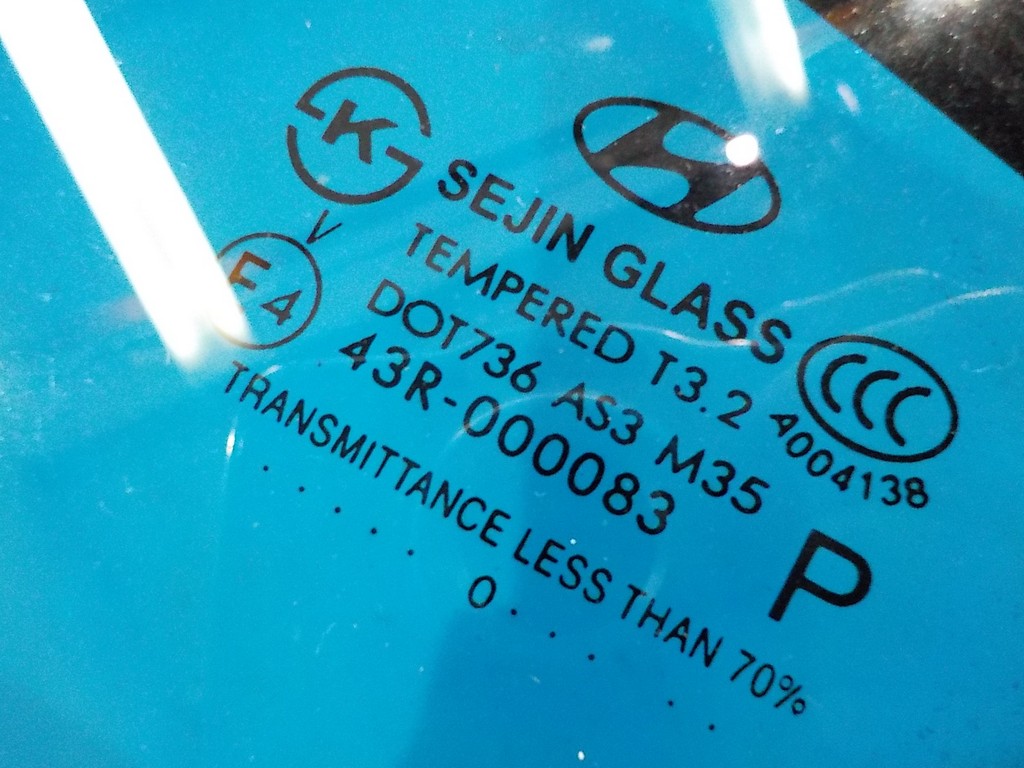 K
SEJIN GLASS
V
E4
TEMPERED T3.2
CCC
DOT736 AS3 M35
4004138
43R-000083
P
TRANSMITTANCE LESS THAN 70%
. . . . . 0 . . . . .